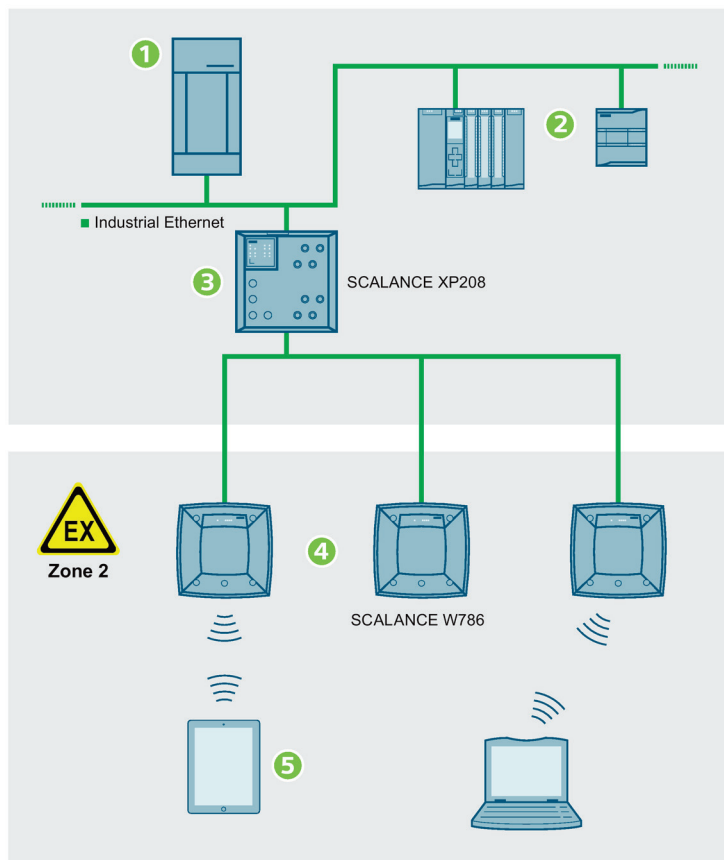 1
2
Industrial Ethernet
3
SCALANCE XP208
EX
Zone 2
4
SCALANCE W786
5